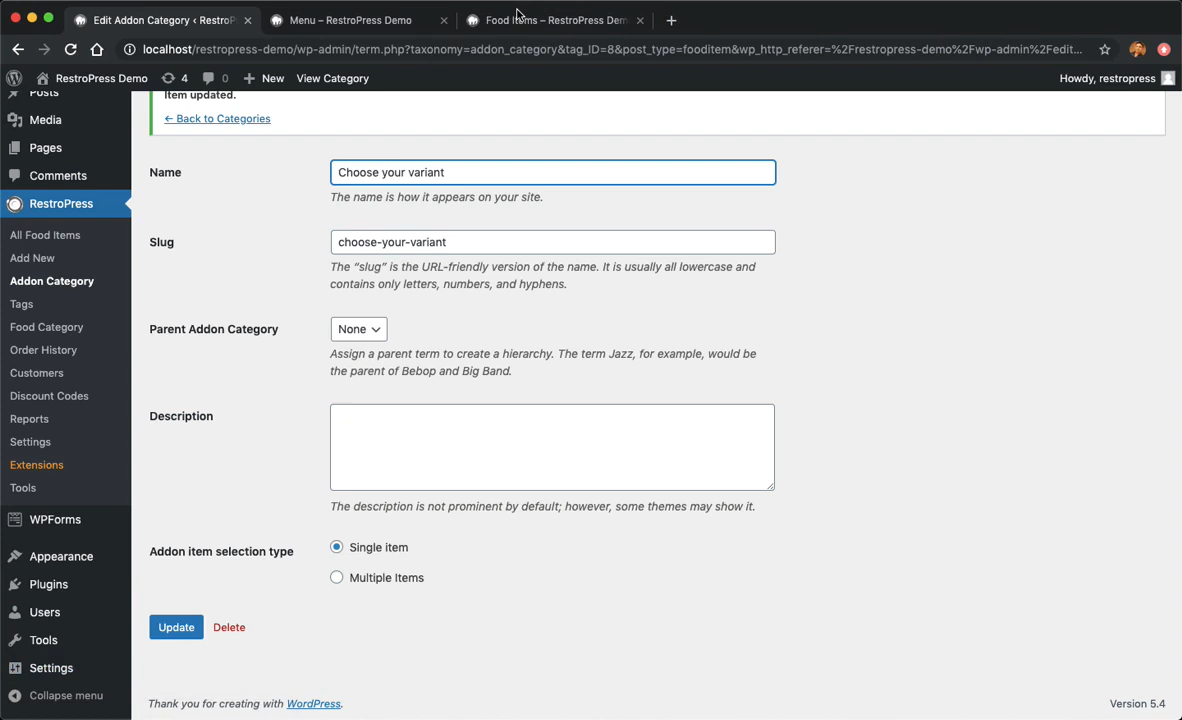 Edit Addon Category ‹ RestroP
Menu – RestroPress Demo
Food Items – RestroPress Dem
localhost/restropress-demo/wp-admin/term.php?taxonomy=addon_category&tag_ID=8&post_type=fooditem&wp_http_referer=%2Frestropress-demo%2Fwp-admin%2Fedit...
RestroPress Demo
4
0
New
View Category
Howdy, restropress
Posts
Media
Pages
Comments
RestroPress
All Food Items
Add New
Addon Category
Tags
Food Category
Order History
Customers
Discount Codes
Reports
Settings
Extensions
Tools
WPForms
Appearance
Plugins
Users
Tools
Settings
Collapse menu
Item updated.
← Back to Categories
Name
Choose your variant
The name is how it appears on your site.
Slug
choose-your-variant
The “slug” is the URL-friendly version of the name. It is usually all lowercase and
contains only letters, numbers, and hyphens.
Parent Addon Category
None
Assign a parent term to create a hierarchy. The term Jazz, for example, would be
the parent of Bebop and Big Band.
Description
The description is not prominent by default; however, some themes may show it.
Addon item selection type
Single item
Multiple Items
Update
Delete
Thank you for creating with WordPress.
Version 5.4